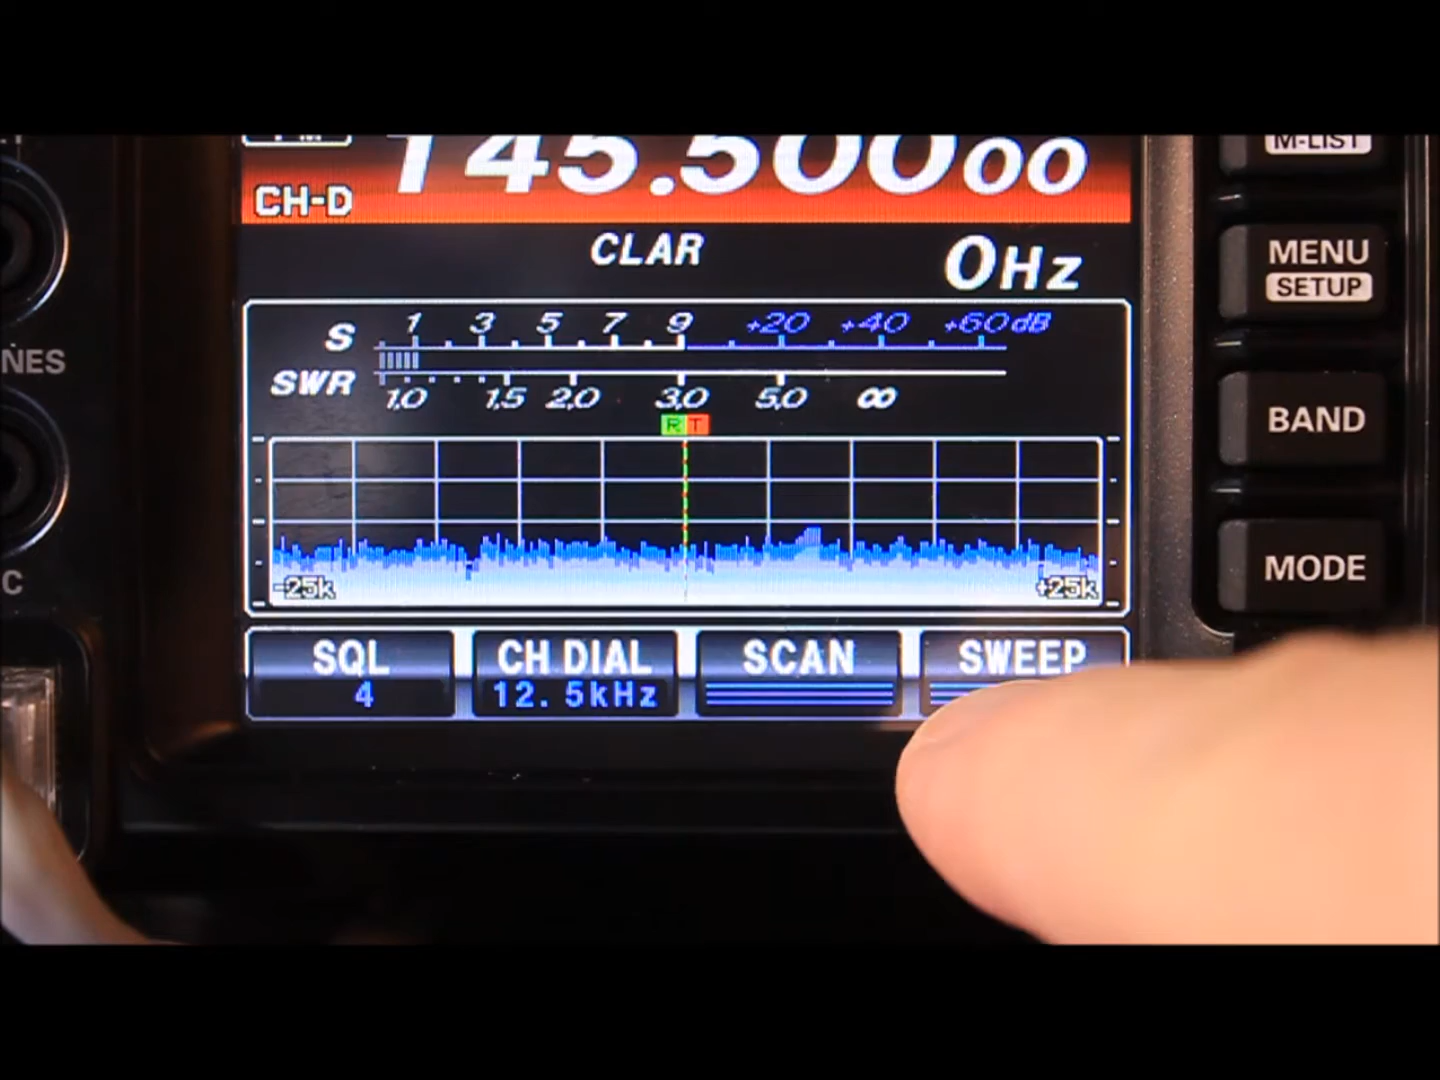 145.50000
M-LIST
CH-D
CLAR
0Hz
MENU
SETUP
S
1 3 5 7 9 +20 +40 +60dB
NES
SWR
1.0 1.5 2.0 3.0 5.0 ∞
R T
BAND
MODE
C
-25k +25k
SQL CH DIAL SCAN SWEEP
4 12.5kHz